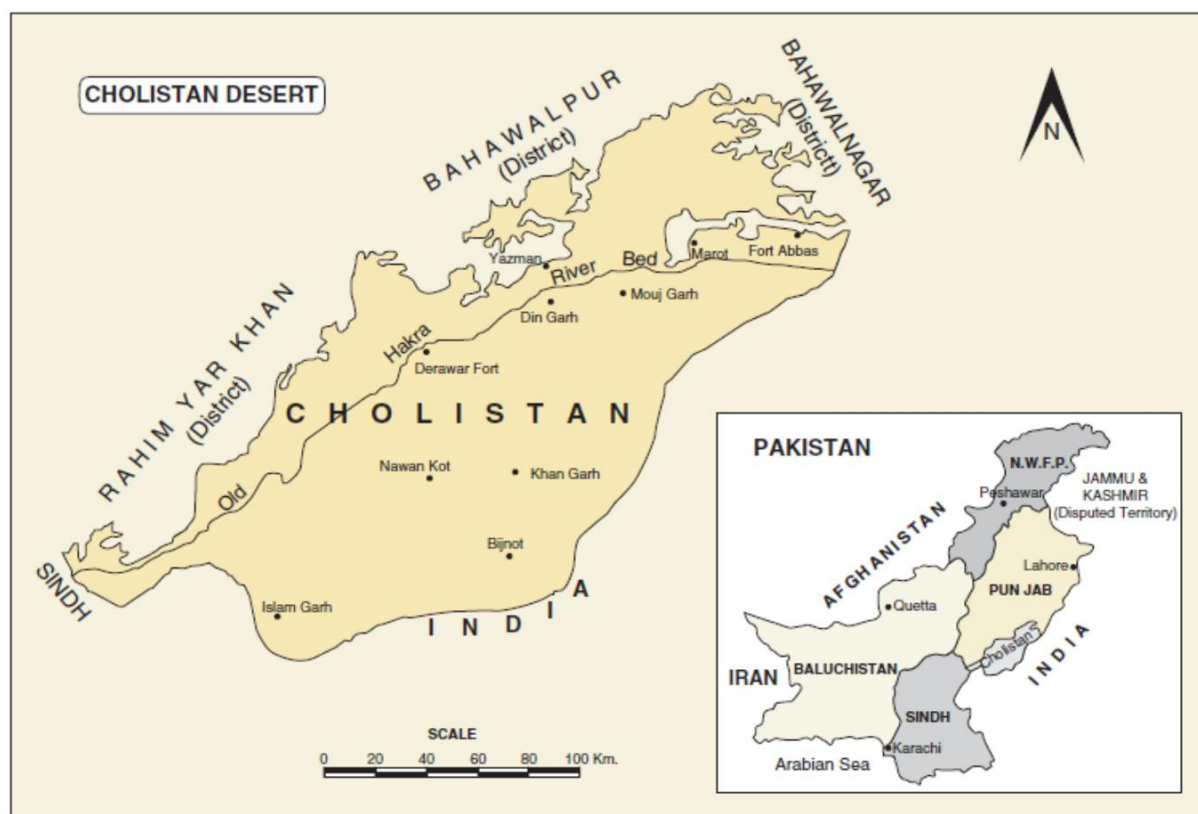 CHOLISTAN DESERT
BAHAWALPUR
(District)
BAHAWALNAGAR
(Districtt)
N
RAHIM YAR KHAN
(District)
SINDH
Yazman
Marot
Fort Abbas
Old Hakra River Bed
Mouj Garh
Din Garh
Derawar Fort
CHOLISTAN
Nawan Kot
Khan Garh
Bijnot
Islam Garh
INDIA
SCALE
0 20 40 60 80 100 Km.
PAKISTAN
N.W.F.P.
Peshawar
JAMMU &
KASHMIR
(Disputed Territory)
AFGHANISTAN
Lahore
PUN JAB
Quetta
Cholistan
INDIA
IRAN
BALUCHISTAN
SINDH
Karachi
Arabian Sea